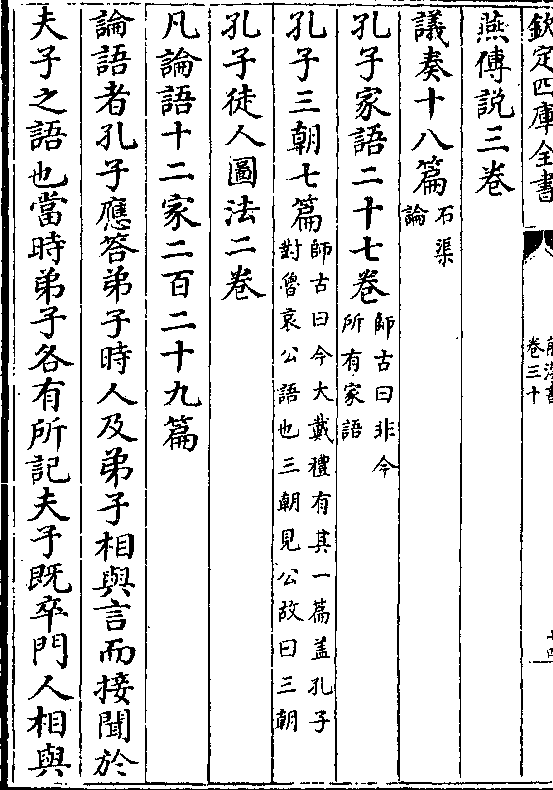 欽定四庫全書
卷三十
燕傳說三卷
議奏十八篇石渠論
孔子家語二十七卷師古曰非今所有家語
孔子三朝七篇師古曰今大戴禮有其一篇盖孔子對魯哀公語也三朝見公故曰三朝
孔子徒人圖法二卷
凡論語十二家二百二十九篇
論語者孔子應答弟子時人及弟子相與言而接聞於
夫子之語也當時弟子各有所記夫子既卒門人相與